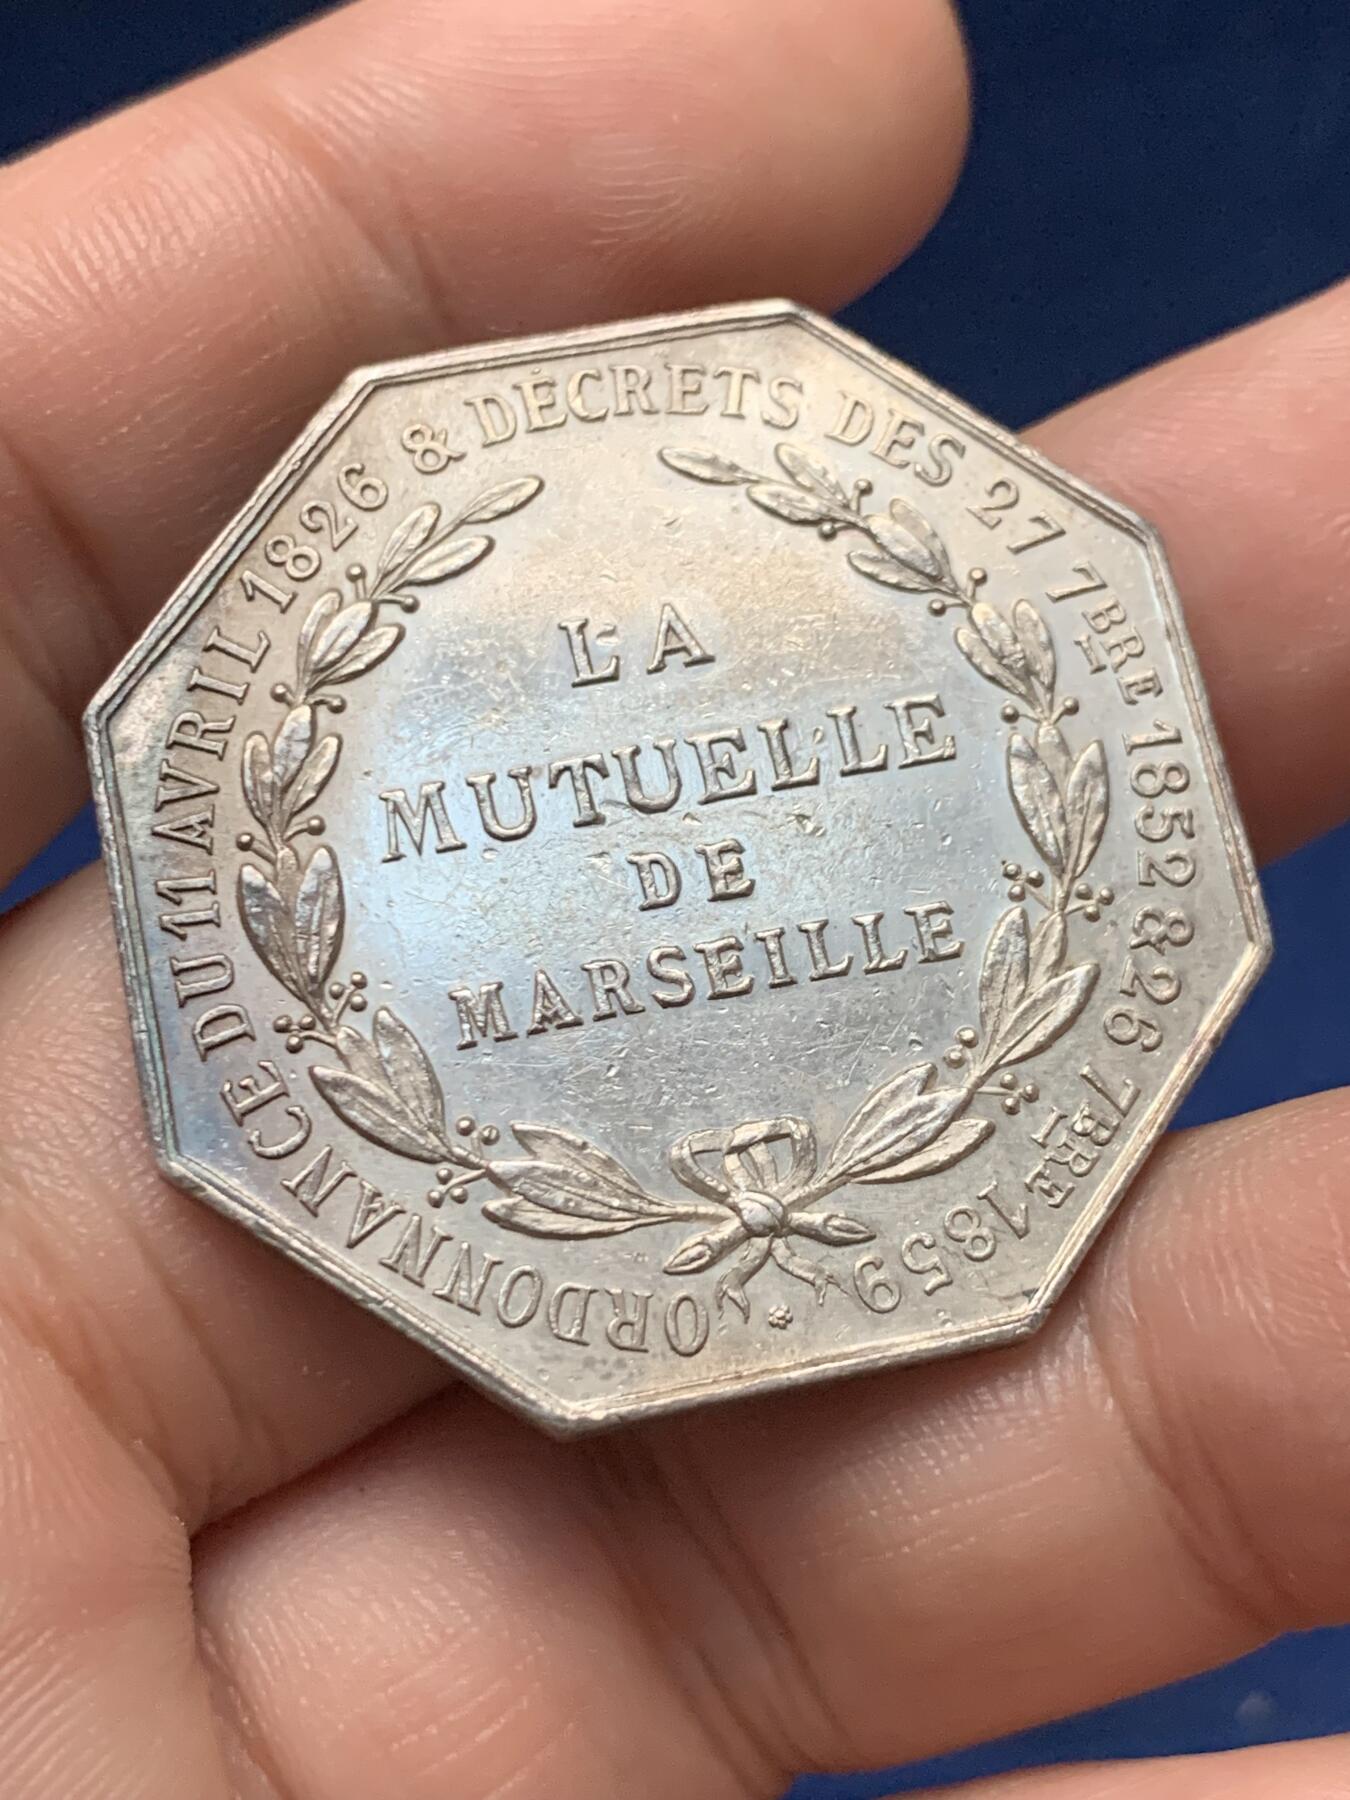 ORDONNANCE DU 11 AVRIL 1826 & DÉCRETS DES 27 7BRE 1852 & 26 7BRE 1859
LA
MUTUELLE
DE
MARSEILLE